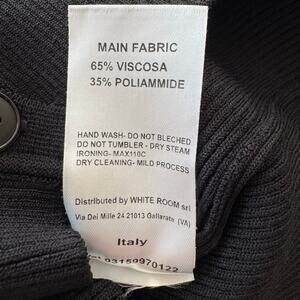 MAIN FABRIC
65% VISCOSA
35% POLIAMMIDE
HAND WASH- DO NOT BLECHED
DO NOT TUMBLER - DRY STEAM
IRONING- MAX110C
DRY CLEANING- MILD PROCESS
Distributed by WHITE ROOM srl
Via Dei Mille 24 21013 Gallarate (VA)
Italy
03159970122